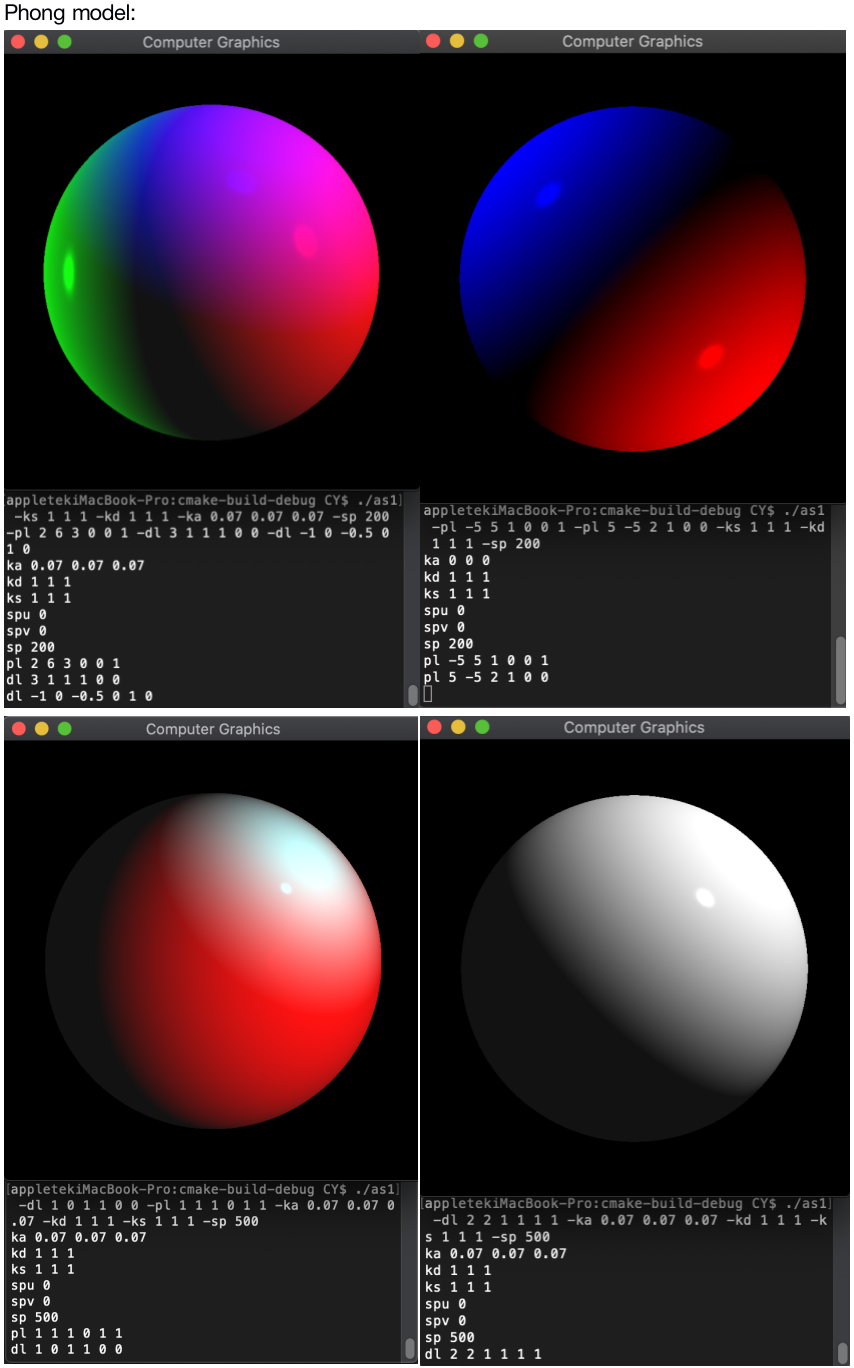 Phong model:
Computer Graphics
[appletekiMacBook-Pro:cmake-build-debug CY$ ./as1]
-ks 1 1 1 -kd 1 1 1 -ka 0.07 0.07 0.07 -sp 200
-pl 2 6 3 0 0 1 -dl 3 1 1 1 0 0 -dl -1 0 -0.5 0
1 0
ka 0.07 0.07 0.07
kd 1 1 1
ks 1 1 1
spu 0
spv 0
sp 200
pl 2 6 3 0 0 1
dl 3 1 1 1 0 0
dl -1 0 -0.5 0 1 0
Computer Graphics
appletekiMacBook-Pro:cmake-build-debug CY$ ./as1
-pl -5 5 1 0 0 1 -pl 5 -5 2 1 0 0 -ks 1 1 1 -kd
1 1 1 -sp 200
ka 0 0 0
kd 1 1 1
ks 1 1 1
spu 0
spv 0
sp 200
pl -5 5 1 0 0 1
pl 5 -5 2 1 0 0
Computer Graphics
[appletekiMacBook-Pro:cmake-build-debug CY$ ./as1]
-dl 1 0 1 1 0 0 -pl 1 1 1 0 1 1 -ka 0.07 0.07 0
.07 -kd 1 1 1 -ks 1 1 1 -sp 500
ka 0.07 0.07 0.07
kd 1 1 1
ks 1 1 1
spu 0
spv 0
sp 500
pl 1 1 1 0 1 1
dl 1 0 1 1 0 0
Computer Graphics
[appletekiMacBook-Pro:cmake-build-debug CY$ ./as1]
-dl 2 2 1 1 1 1 -ka 0.07 0.07 0.07 -kd 1 1 1 -k
s 1 1 1 -sp 500
ka 0.07 0.07 0.07
kd 1 1 1
ks 1 1 1
spu 0
spv 0
sp 500
dl 2 2 1 1 1 1